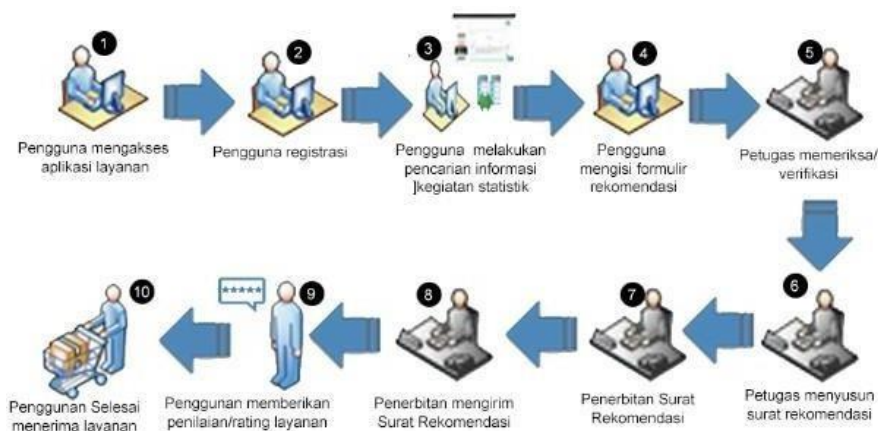 1
Pengguna mengakses
aplikasi layanan
2
Pengguna registrasi
3
Pengguna melakukan
pencarian informasi
]kegiatan statistik
4
Pengguna
mengisi formulir
rekomendasi
5
Petugas memeriksa/
verifikasi
6
Petugas menyusun
surat rekomendasi
7
Penerbitan Surat
Rekomendasi
8
Penerbitan mengirim
Surat Rekomendasi
*****
9
Penggunan memberikan
penilaian/rating layanan
10
Penggunan Selesai
menerima layanan